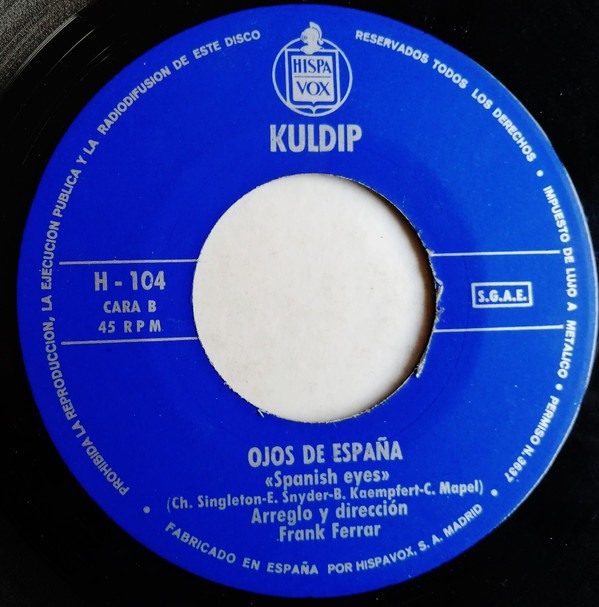 HISPA
VOX
KULDIP
H - 104
CARA B
45 RPM
S.G.A.E.
OJOS DE ESPAÑA
«Spanish eyes»
(Ch. Singleton-E. Snyder-B. Kaempfert-C. Mapel)
Arreglo y dirección
Frank Ferrar
PROHIBIDA LA REPRODUCCION, LA EJECUCION PUBLICA Y LA RADIODIFUSION DE ESTE DISCO
RESERVADOS TODOS LOS DERECHOS • IMPUESTO DE LUJO A METALICO • PERMISO N. 3637 •
• FABRICADO EN ESPAÑA POR HISPAVOX, S. A. MADRID •